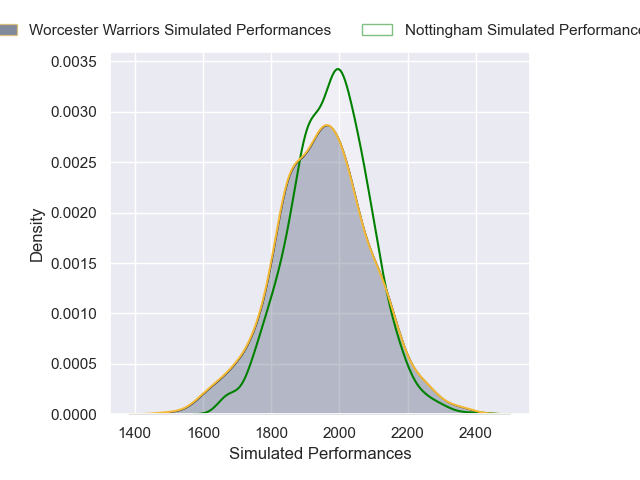 Worcester Warriors Simulated Performances
Nottingham Simulated Performance
0.0035
0.0030
0.0025
0.0020
0.0015
0.0010
0.0005
0.0000
Density
1400 1600 1800 2000 2200 2400
Simulated Performances